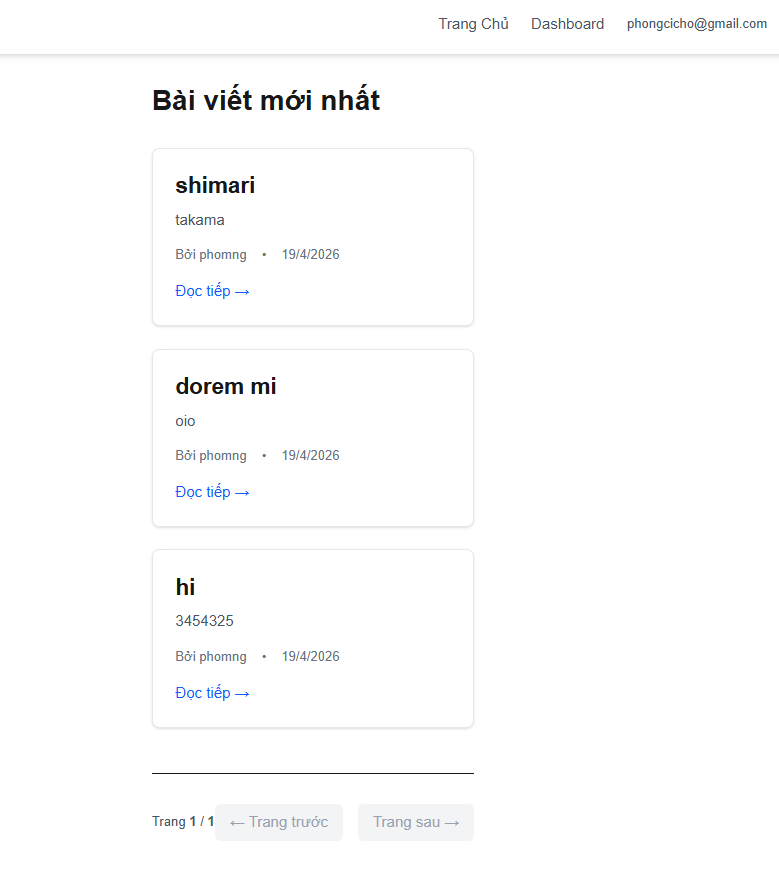 Trang Chủ Dashboard phongcicho@gmail.com
Bài viết mới nhất
shimari
takama
Bởi phomng • 19/4/2026
Đọc tiếp →
dorem mi
oio
Bởi phomng • 19/4/2026
Đọc tiếp →
hi
3454325
Bởi phomng • 19/4/2026
Đọc tiếp →
Trang 1 / 1 ← Trang trước Trang sau →